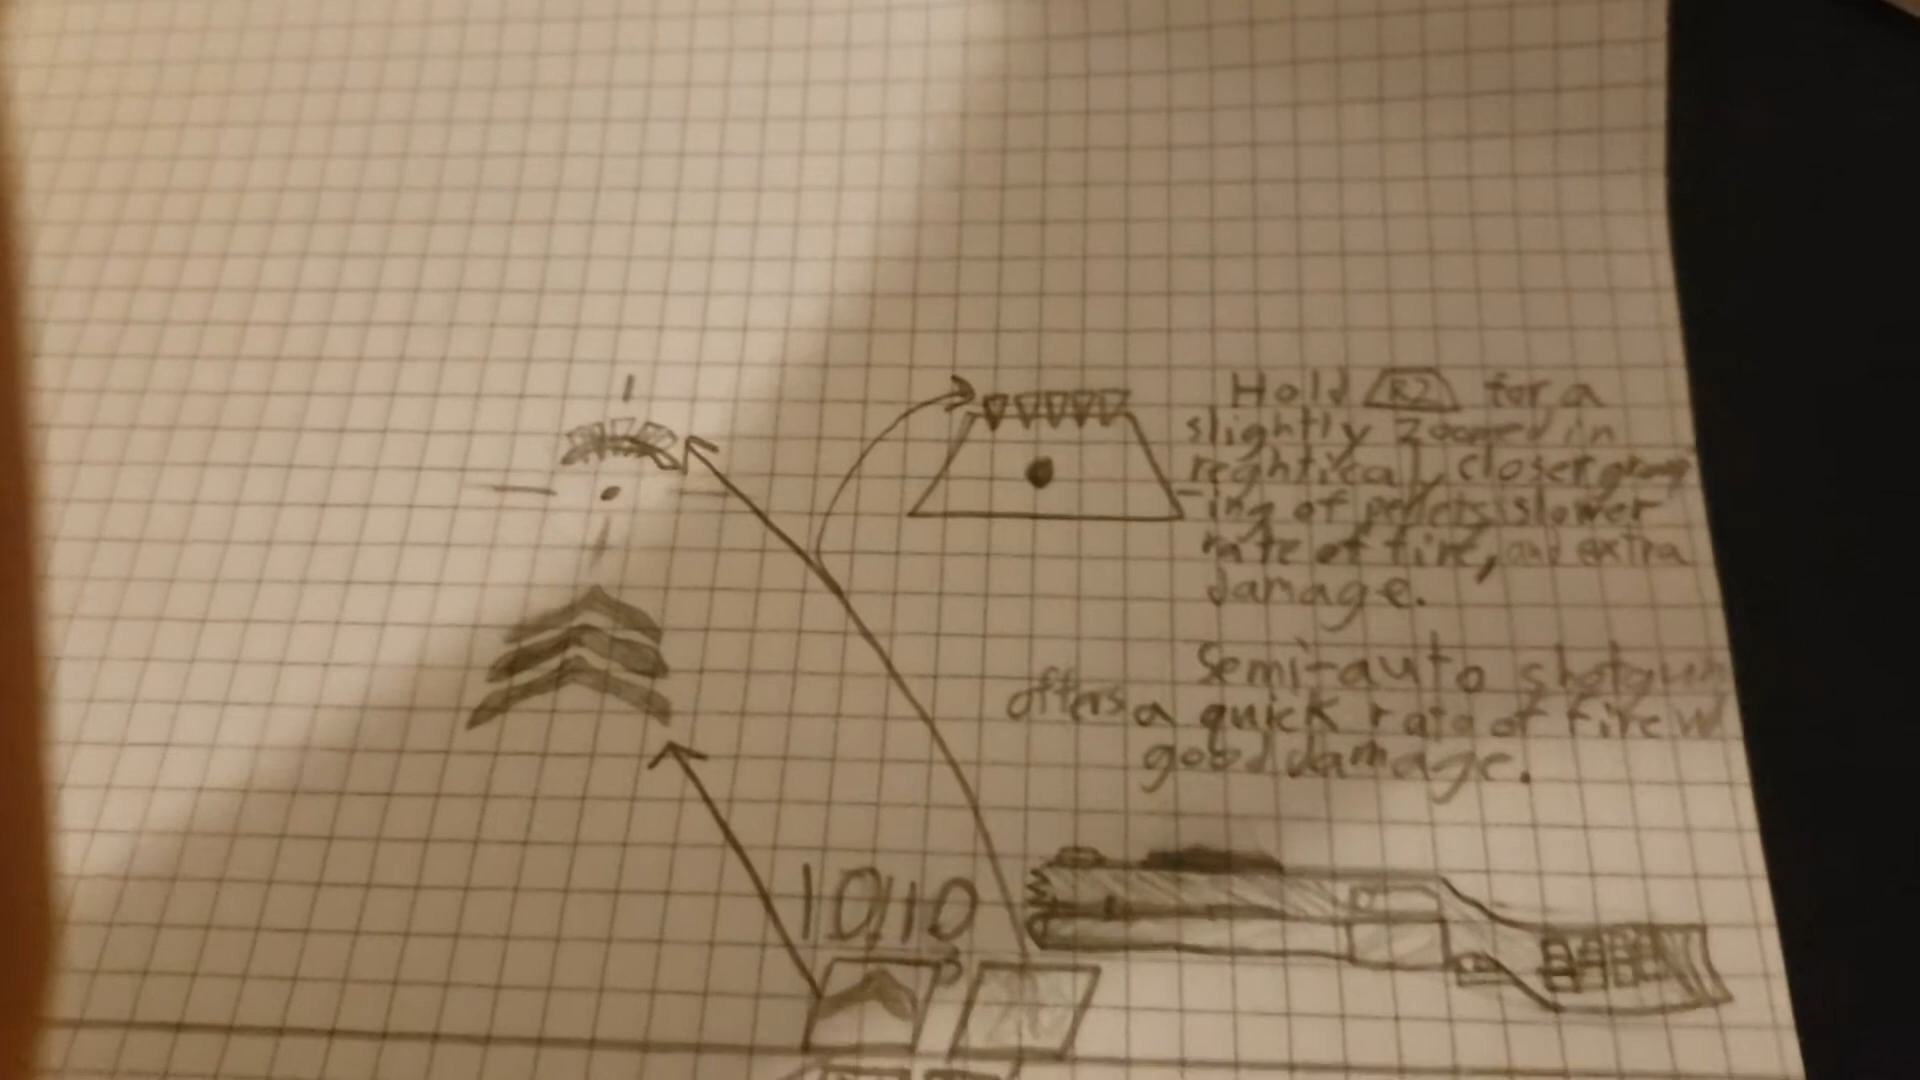 Hold R2 for a
slightly zoomed in
reghtical, closer group
-ing of pellets, slower
rate of fire, and extra
damage.
Semi-auto shotgun
offers a quick rate of fire w/
good damage.
10/10